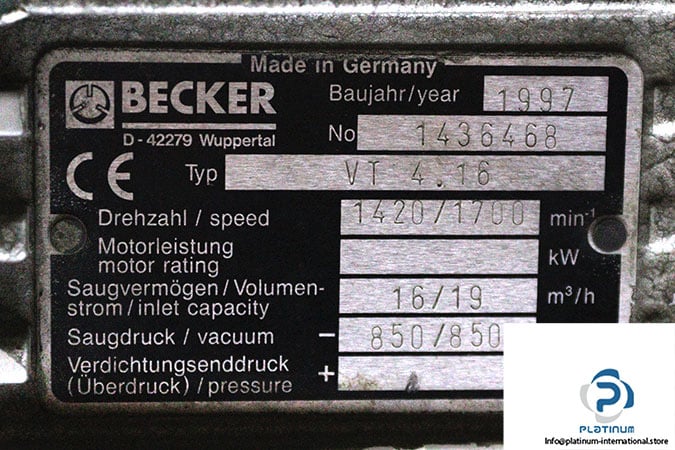 Made in Germany
BECKER
D-42279 Wuppertal
Baujahr/year 1997
No 1436468
CE Typ VT 4.16
Drehzahl / speed 1420/1700 min-1
Motorleistung
motor rating kW
Saugvermögen/Volumen-
strom/inlet capacity 16/19 m³/h
Saugdruck / vacuum – 850/850
Verdichtungsenddruck
(Überdruck) / pressure +
PLATINUM
Info@platinum-international.store